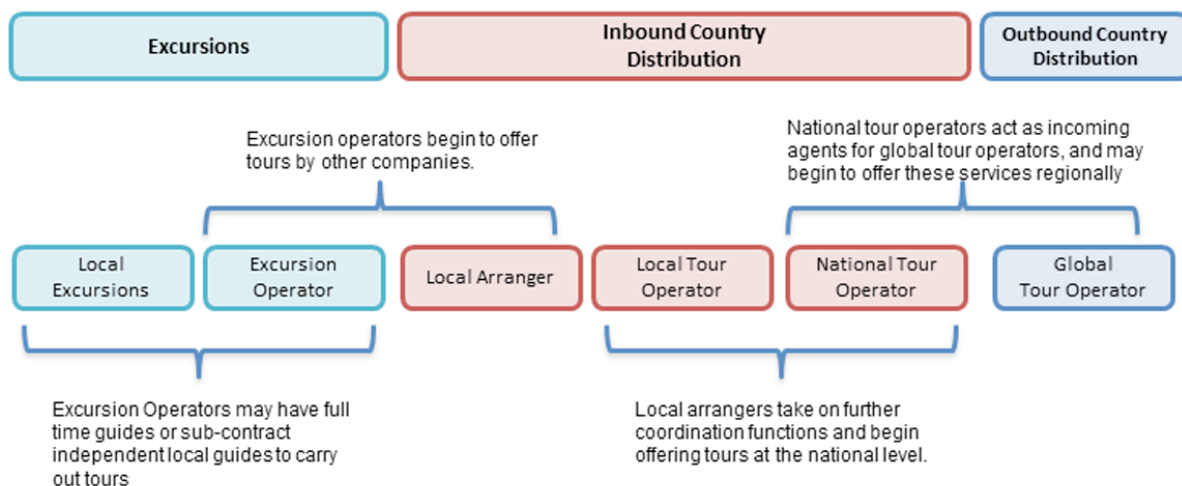 Excursions
Inbound Country
Distribution
Outbound Country
Distribution
Excursion operators begin to offer
tours by other companies.
National tour operators act as incoming
agents for global tour operators, and may
begin to offer these services regionally
Local
Excursions
Excursion
Operator
Local Arranger
Local Tour
Operator
National Tour
Operator
Global
Tour Operator
Excursion Operators may have full
time guides or sub-contract
independent local guides to carry
out tours
Local arrangers take on further
coordination functions and begin
offering tours at the national level.